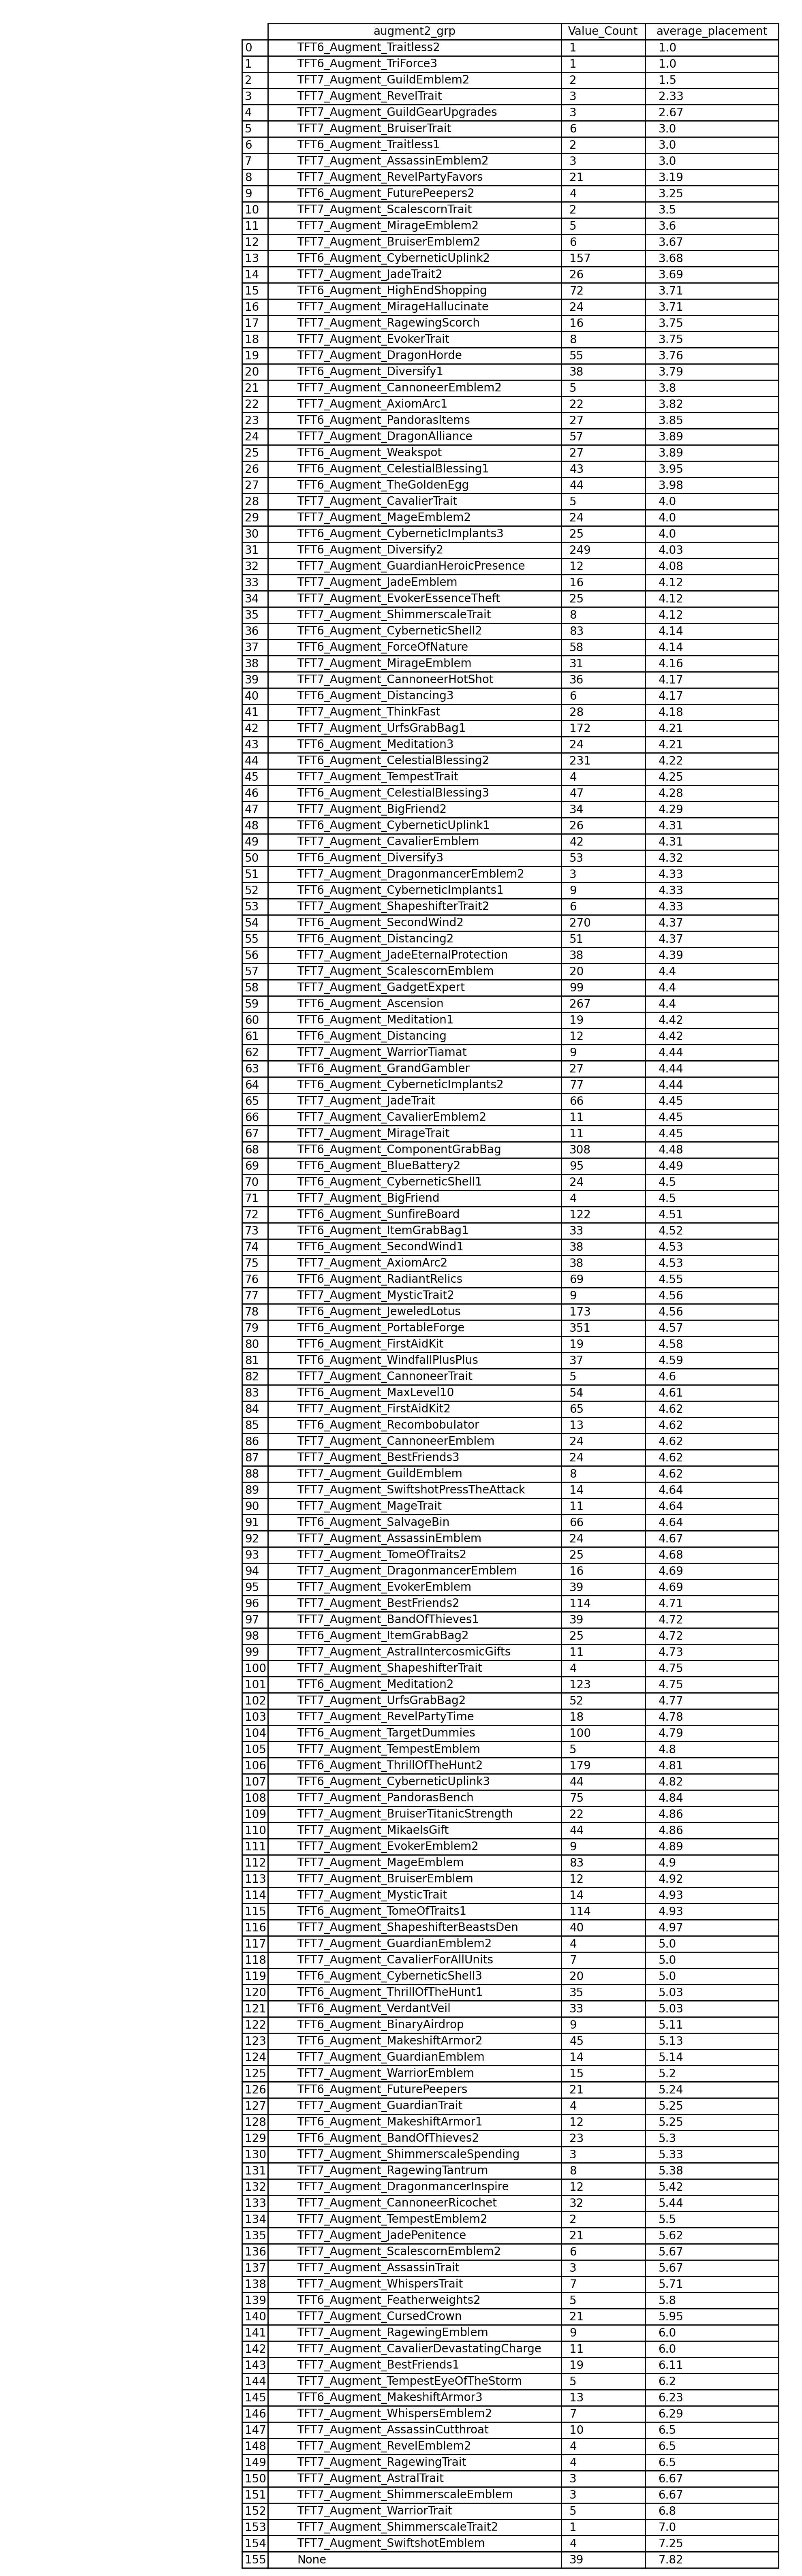 augment2_grp Value_Count average_placement
0 TFT6_Augment_Traitless2 1 1.0
1 TFT6_Augment_TriForce3 1 1.0
2 TFT7_Augment_GuildEmblem2 2 1.5
3 TFT7_Augment_RevelTrait 3 2.33
4 TFT7_Augment_GuildGearUpgrades 3 2.67
5 TFT7_Augment_BruiserTrait 6 3.0
6 TFT6_Augment_Traitless1 2 3.0
7 TFT7_Augment_AssassinEmblem2 3 3.0
8 TFT7_Augment_RevelPartyFavors 21 3.19
9 TFT6_Augment_FuturePeepers2 4 3.25
10 TFT7_Augment_ScalescornTrait 2 3.5
11 TFT7_Augment_MirageEmblem2 5 3.6
12 TFT7_Augment_BruiserEmblem2 6 3.67
13 TFT6_Augment_CyberneticUplink2 157 3.68
14 TFT7_Augment_JadeTrait2 26 3.69
15 TFT6_Augment_HighEndShopping 72 3.71
16 TFT7_Augment_MirageHallucinate 24 3.71
17 TFT7_Augment_RagewingScorch 16 3.75
18 TFT7_Augment_EvokerTrait 8 3.75
19 TFT7_Augment_DragonHorde 55 3.76
20 TFT6_Augment_Diversify1 38 3.79
21 TFT7_Augment_CannoneerEmblem2 5 3.8
22 TFT7_Augment_AxiomArc1 22 3.82
23 TFT6_Augment_PandorasItems 27 3.85
24 TFT7_Augment_DragonAlliance 57 3.89
25 TFT6_Augment_Weakspot 27 3.89
26 TFT6_Augment_CelestialBlessing1 43 3.95
27 TFT6_Augment_TheGoldenEgg 44 3.98
28 TFT7_Augment_CavalierTrait 5 4.0
29 TFT7_Augment_MageEmblem2 24 4.0
30 TFT6_Augment_CyberneticImplants3 25 4.0
31 TFT6_Augment_Diversify2 249 4.03
32 TFT7_Augment_GuardianHeroicPresence 12 4.08
33 TFT7_Augment_JadeEmblem 16 4.12
34 TFT7_Augment_EvokerEssenceTheft 25 4.12
35 TFT7_Augment_ShimmerscaleTrait 8 4.12
36 TFT6_Augment_CyberneticShell2 83 4.14
37 TFT6_Augment_ForceOfNature 58 4.14
38 TFT7_Augment_MirageEmblem 31 4.16
39 TFT7_Augment_CannoneerHotShot 36 4.17
40 TFT6_Augment_Distancing3 6 4.17
41 TFT7_Augment_ThinkFast 28 4.18
42 TFT7_Augment_UrfsGrabBag1 172 4.21
43 TFT6_Augment_Meditation3 24 4.21
44 TFT6_Augment_CelestialBlessing2 231 4.22
45 TFT7_Augment_TempestTrait 4 4.25
46 TFT6_Augment_CelestialBlessing3 47 4.28
47 TFT7_Augment_BigFriend2 34 4.29
48 TFT6_Augment_CyberneticUplink1 26 4.31
49 TFT7_Augment_CavalierEmblem 42 4.31
50 TFT6_Augment_Diversify3 53 4.32
51 TFT7_Augment_DragonmancerEmblem2 3 4.33
52 TFT6_Augment_CyberneticImplants1 9 4.33
53 TFT7_Augment_ShapeshifterTrait2 6 4.33
54 TFT6_Augment_SecondWind2 270 4.37
55 TFT6_Augment_Distancing2 51 4.37
56 TFT7_Augment_JadeEternalProtection 38 4.39
57 TFT7_Augment_ScalescornEmblem 20 4.4
58 TFT7_Augment_GadgetExpert 99 4.4
59 TFT6_Augment_Ascension 267 4.4
60 TFT6_Augment_Meditation1 19 4.42
61 TFT6_Augment_Distancing 12 4.42
62 TFT7_Augment_WarriorTiamat 9 4.44
63 TFT6_Augment_GrandGambler 27 4.44
64 TFT6_Augment_CyberneticImplants2 77 4.44
65 TFT7_Augment_JadeTrait 66 4.45
66 TFT7_Augment_CavalierEmblem2 11 4.45
67 TFT7_Augment_MirageTrait 11 4.45
68 TFT6_Augment_ComponentGrabBag 308 4.48
69 TFT6_Augment_BlueBattery2 95 4.49
70 TFT6_Augment_CyberneticShell1 24 4.5
71 TFT7_Augment_BigFriend 4 4.5
72 TFT6_Augment_SunfireBoard 122 4.51
73 TFT6_Augment_ItemGrabBag1 33 4.52
74 TFT6_Augment_SecondWind1 38 4.53
75 TFT7_Augment_AxiomArc2 38 4.53
76 TFT6_Augment_RadiantRelics 69 4.55
77 TFT7_Augment_MysticTrait2 9 4.56
78 TFT6_Augment_JeweledLotus 173 4.56
79 TFT6_Augment_PortableForge 351 4.57
80 TFT6_Augment_FirstAidKit 19 4.58
81 TFT6_Augment_WindfallPlusPlus 37 4.59
82 TFT7_Augment_CannoneerTrait 5 4.6
83 TFT6_Augment_MaxLevel10 54 4.61
84 TFT7_Augment_FirstAidKit2 65 4.62
85 TFT6_Augment_Recombobulator 13 4.62
86 TFT7_Augment_CannoneerEmblem 24 4.62
87 TFT7_Augment_BestFriends3 24 4.62
88 TFT7_Augment_GuildEmblem 8 4.62
89 TFT7_Augment_SwiftshotPressTheAttack 14 4.64
90 TFT7_Augment_MageTrait 11 4.64
91 TFT6_Augment_SalvageBin 66 4.64
92 TFT7_Augment_AssassinEmblem 24 4.67
93 TFT7_Augment_TomeOfTraits2 25 4.68
94 TFT7_Augment_DragonmancerEmblem 16 4.69
95 TFT7_Augment_EvokerEmblem 39 4.69
96 TFT7_Augment_BestFriends2 114 4.71
97 TFT7_Augment_BandOfThieves1 39 4.72
98 TFT6_Augment_ItemGrabBag2 25 4.72
99 TFT7_Augment_AstralIntercosmicGifts 11 4.73
100 TFT7_Augment_ShapeshifterTrait 4 4.75
101 TFT6_Augment_Meditation2 123 4.75
102 TFT7_Augment_UrfsGrabBag2 52 4.77
103 TFT7_Augment_RevelPartyTime 18 4.78
104 TFT6_Augment_TargetDummies 100 4.79
105 TFT7_Augment_TempestEmblem 5 4.8
106 TFT6_Augment_ThrillOfTheHunt2 179 4.81
107 TFT6_Augment_CyberneticUplink3 44 4.82
108 TFT7_Augment_PandorasBench 75 4.84
109 TFT7_Augment_BruiserTitanicStrength 22 4.86
110 TFT7_Augment_MikaelsGift 44 4.86
111 TFT7_Augment_EvokerEmblem2 9 4.89
112 TFT7_Augment_MageEmblem 83 4.9
113 TFT7_Augment_BruiserEmblem 12 4.92
114 TFT7_Augment_MysticTrait 14 4.93
115 TFT6_Augment_TomeOfTraits1 114 4.93
116 TFT7_Augment_ShapeshifterBeastsDen 40 4.97
117 TFT7_Augment_GuardianEmblem2 4 5.0
118 TFT7_Augment_CavalierForAllUnits 7 5.0
119 TFT6_Augment_CyberneticShell3 20 5.0
120 TFT6_Augment_ThrillOfTheHunt1 35 5.03
121 TFT6_Augment_VerdantVeil 33 5.03
122 TFT6_Augment_BinaryAirdrop 9 5.11
123 TFT6_Augment_MakeshiftArmor2 45 5.13
124 TFT7_Augment_GuardianEmblem 14 5.14
125 TFT7_Augment_WarriorEmblem 15 5.2
126 TFT6_Augment_FuturePeepers 21 5.24
127 TFT7_Augment_GuardianTrait 4 5.25
128 TFT6_Augment_MakeshiftArmor1 12 5.25
129 TFT6_Augment_BandOfThieves2 23 5.3
130 TFT7_Augment_ShimmerscaleSpending 3 5.33
131 TFT7_Augment_RagewingTantrum 8 5.38
132 TFT7_Augment_DragonmancerInspire 12 5.42
133 TFT7_Augment_CannoneerRicochet 32 5.44
134 TFT7_Augment_TempestEmblem2 2 5.5
135 TFT7_Augment_JadePenitence 21 5.62
136 TFT7_Augment_ScalescornEmblem2 6 5.67
137 TFT7_Augment_AssassinTrait 3 5.67
138 TFT7_Augment_WhispersTrait 7 5.71
139 TFT6_Augment_Featherweights2 5 5.8
140 TFT7_Augment_CursedCrown 21 5.95
141 TFT7_Augment_RagewingEmblem 9 6.0
142 TFT7_Augment_CavalierDevastatingCharge 11 6.0
143 TFT7_Augment_BestFriends1 19 6.11
144 TFT7_Augment_TempestEyeOfTheStorm 5 6.2
145 TFT6_Augment_MakeshiftArmor3 13 6.23
146 TFT7_Augment_WhispersEmblem2 7 6.29
147 TFT7_Augment_AssassinCutthroat 10 6.5
148 TFT7_Augment_RevelEmblem2 4 6.5
149 TFT7_Augment_RagewingTrait 4 6.5
150 TFT7_Augment_AstralTrait 3 6.67
151 TFT7_Augment_ShimmerscaleEmblem 3 6.67
152 TFT7_Augment_WarriorTrait 5 6.8
153 TFT7_Augment_ShimmerscaleTrait2 1 7.0
154 TFT7_Augment_SwiftshotEmblem 4 7.25
155 None 39 7.82